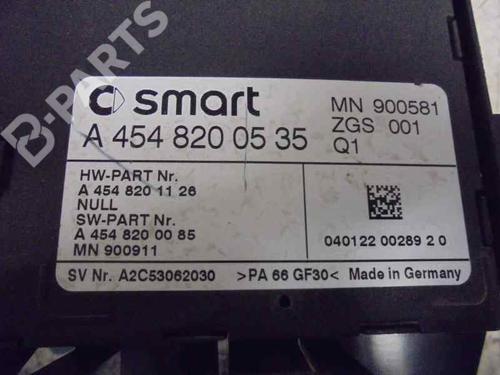 B-PARTS
smart
A 454 820 05 35
MN 900581
ZGS 001
Q1
HW-PART Nr.
A 454 820 11 26
NULL
SW-PART Nr.
A 454 820 00 85
MN 900911
040122 00289 2 0
SV Nr. A2C53062030 >PA 66 GF30< Made in Germany